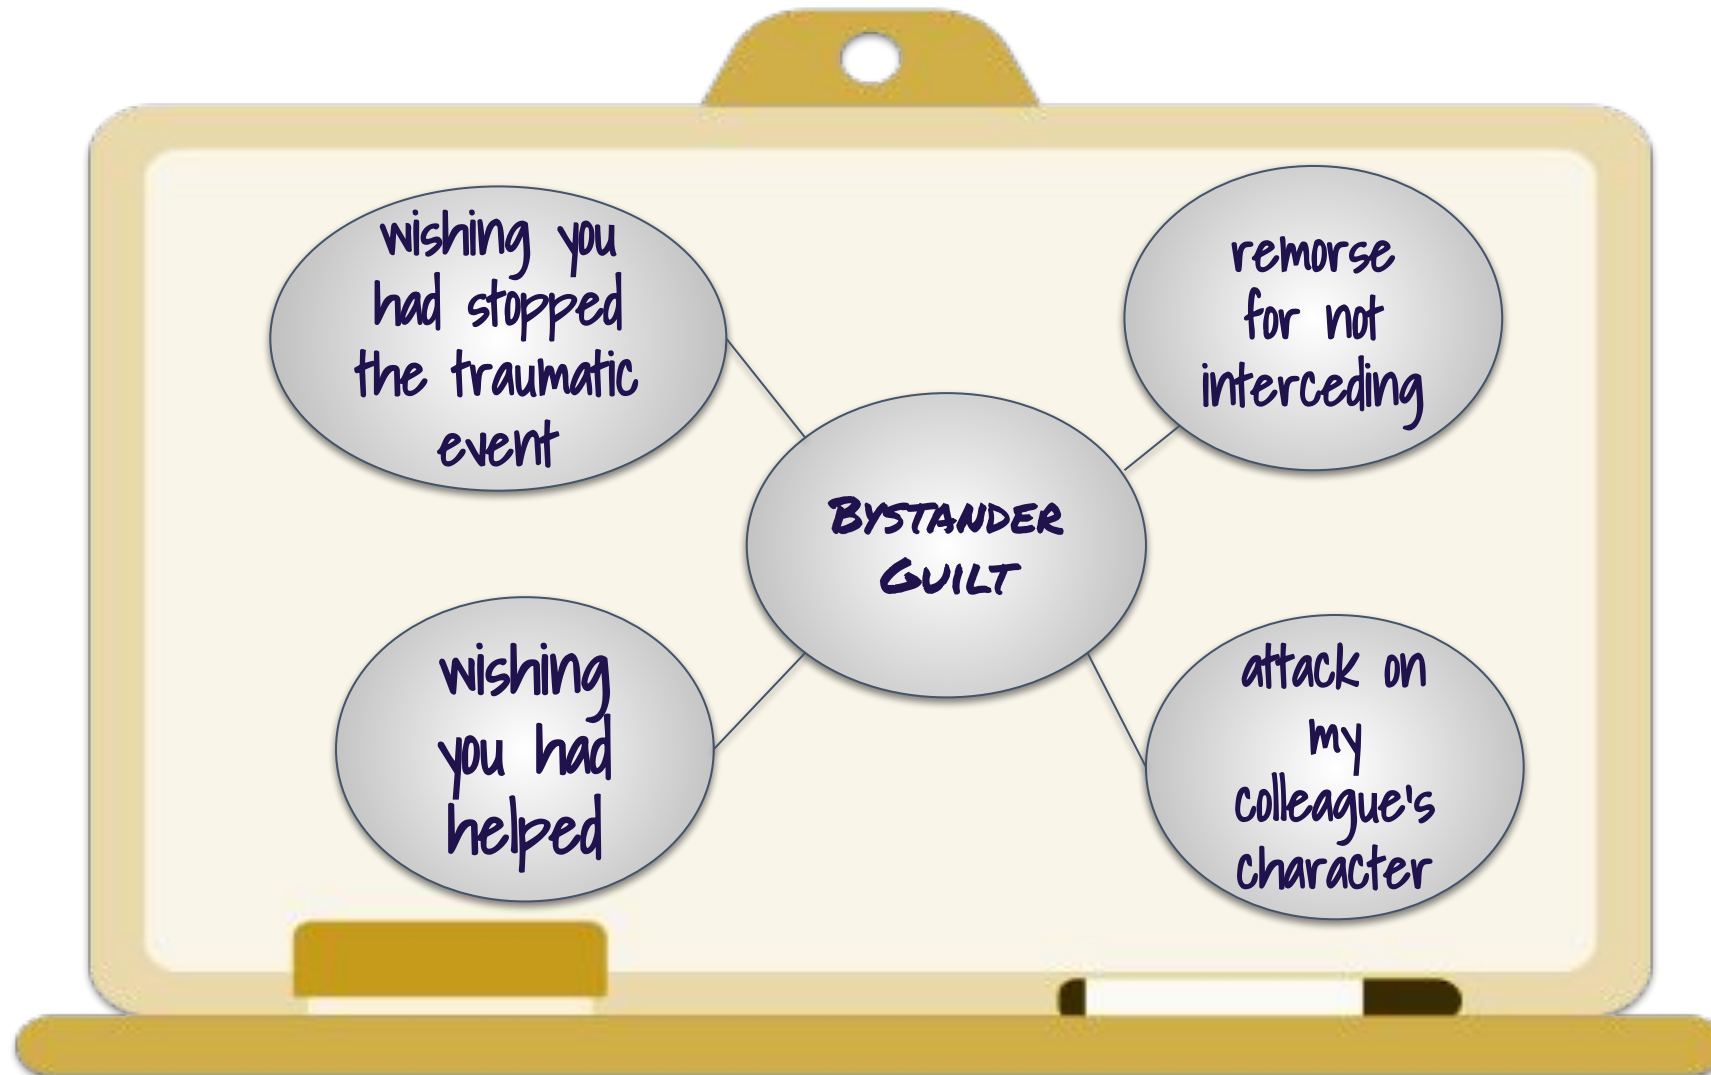 wishing you
had stopped
the traumatic
event
remorse
for not
interceding
BYSTANDER
GUILT
wishing
you had
helped
attack on
my
colleague's
character